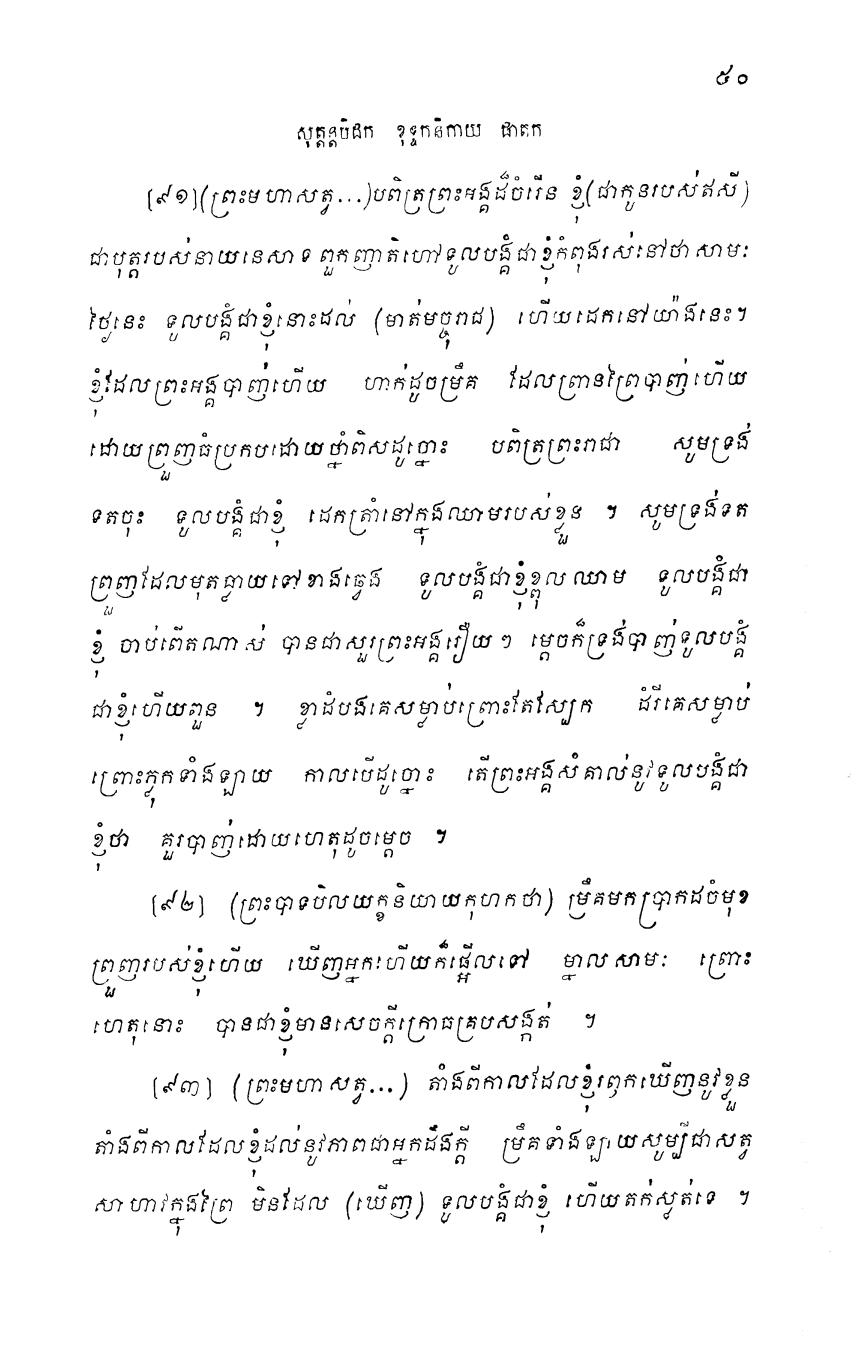 ៥០
សុត្តន្តបិដក ខុទ្ទកនិកាយ ជាតក
[៩១] (ព្រះមហាសត្វ...) បពិត្រព្រះអង្គដ៏ចំរើន ខ្ញុំ (ជាកូនរបស់ឥសី)
ជាបុត្តរបស់នាយនេសាទ ពួកញាតិហៅទូលបង្គំជាខ្ញុំកំពុងរស់នៅថា សាមៈ
ថ្ងៃនេះ ទូលបង្គំជាខ្ញុំនោះដល់ (មាត់មច្ចុរាជ) ហើយដេកនៅយ៉ាងនេះ។
ខ្ញុំដែលព្រះអង្គបាញ់ហើយ ហាក់ដូចម្រឹគ ដែលព្រានព្រៃបាញ់ហើយ
ដោយព្រួញធំប្រកបដោយថ្នាំពិសដូច្នោះ បពិត្រព្រះរាជា សូមទ្រង់
ទតចុះ ទូលបង្គំជាខ្ញុំ ដេកត្រាំនៅក្នុងឈាមរបស់ខ្លួន ។ សូមទ្រង់ទត
ព្រួញដែលមុតធ្លាយទៅខាងឆ្វេង ទូលបង្គំជាខ្ញុំខ្ពុលឈាម ទូលបង្គំជា
ខ្ញុំ ចាប់ពើតណាស់ បានជាសួរព្រះអង្គរឿយៗ ម្តេចក៏ទ្រង់បាញ់ទូលបង្គំ
ជាខ្ញុំហើយពួន ។ ខ្លាដំបងគេសម្លាប់ព្រោះតែស្បែក ដំរីគេសម្លាប់
ព្រោះភ្លុកទាំងឡាយ កាលបើដូច្នោះ តើព្រះអង្គសំគាល់នូវទូលបង្គំជា
ខ្ញុំថា គួរបាញ់ដោយហេតុដូចម្តេច ។
[៩២] (ព្រះបាទបិលយក្ខនិយាយកុហកថា) ម្រឹគមកប្រាកដចំមុខ
ព្រួញរបស់ខ្ញុំហើយ ឃើញអ្នកហើយក៏ផ្អើលទៅ ម្នាលសាមៈ ព្រោះ
ហេតុនោះ បានជាខ្ញុំមានសេចក្តីក្រោធគ្របសង្កត់ ។
[៩៣] (ព្រះមហាសត្វ...) តាំងពីកាលដែលខ្ញុំរឭកឃើញនូវខ្លួន
តាំងពីកាលដែលខ្ញុំដល់នូវភាពជាអ្នកដឹងក្តី ម្រឹគទាំងឡាយសូម្បីជាសត្វ
សាហាវក្នុងព្រៃ មិនដែល (ឃើញ) ទូលបង្គំជាខ្ញុំ ហើយតក់ស្លុតទេ ។